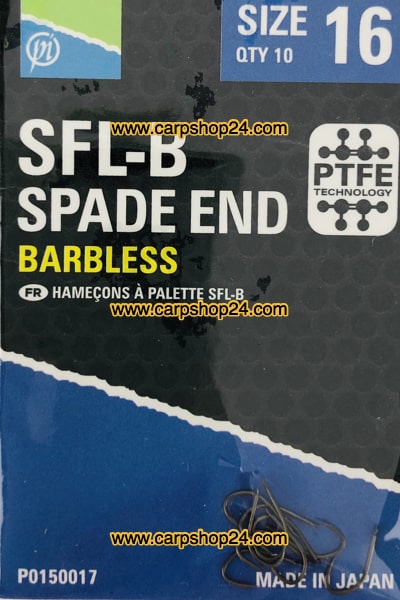 SIZE 16
QTY 10
www.carpshop24.com
SFL-B
PTFE
TECHNOLOGY
SPADE END
BARBLESS
FR HAMEÇONS À PALETTE SFL-B
www.carpshop24.com
www.carpshop24.com
P0150017
MADE IN JAPAN